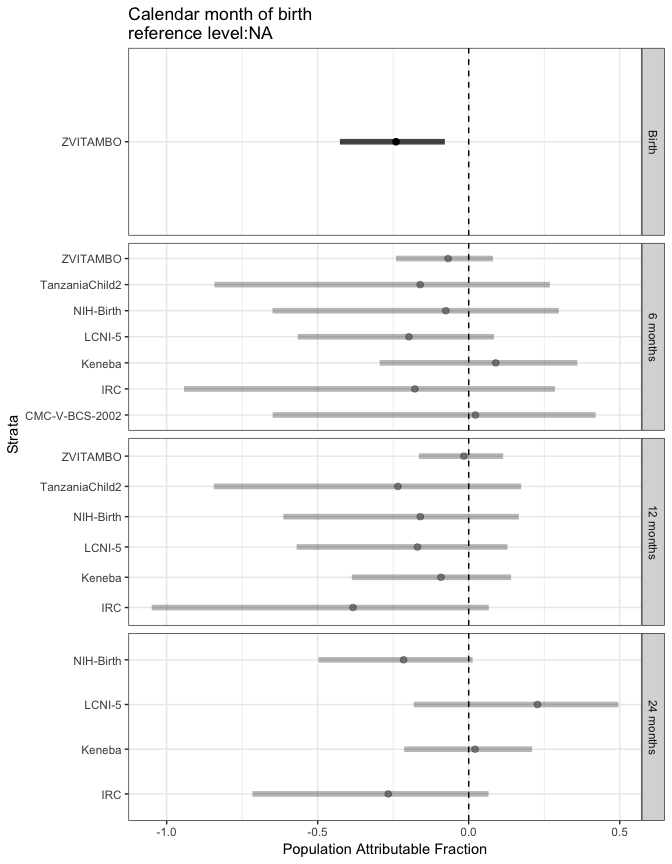 Calendar month of birth
reference level:NA
Strata
ZVITAMBO
Birth
ZVITAMBO
TanzaniaChild2
NIH-Birth
LCNI-5
Keneba
IRC
CMC-V-BCS-2002
6 months
ZVITAMBO
TanzaniaChild2
NIH-Birth
LCNI-5
Keneba
IRC
12 months
NIH-Birth
LCNI-5
Keneba
IRC
24 months
-1.0 -0.5 0.0 0.5
Population Attributable Fraction